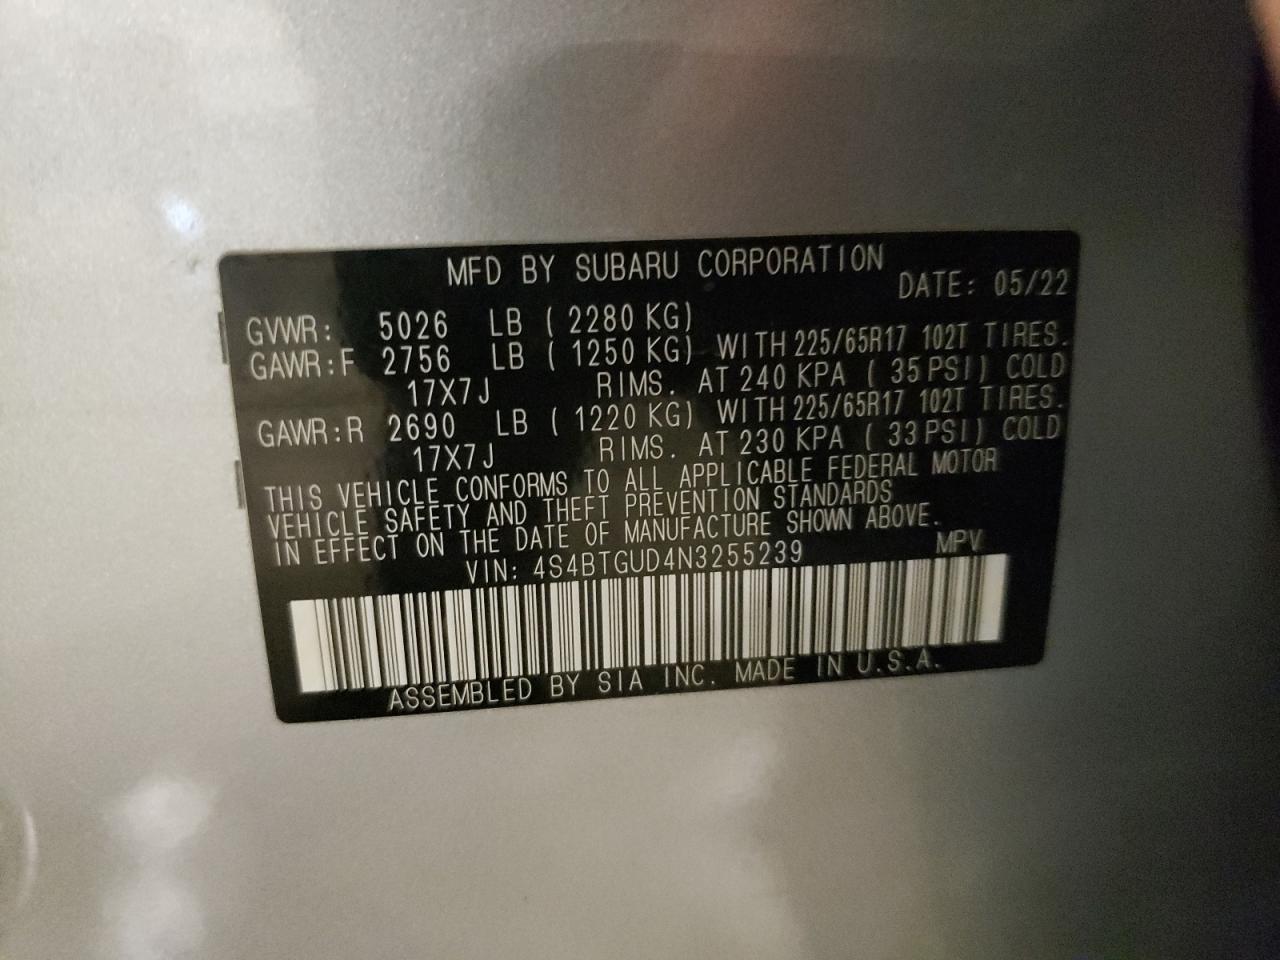 MFD BY SUBARU CORPORATION
DATE: 05/22
GVWR: 5026 LB ( 2280 KG)
GAWR:F 2756 LB ( 1250 KG) WITH 225/65R17 102T TIRES.
17X7J RIMS. AT 240 KPA ( 35 PSI) COLD
GAWR:R 2690 LB ( 1220 KG) WITH 225/65R17 102T TIRES.
17X7J RIMS. AT 230 KPA ( 33 PSI) COLD
THIS VEHICLE CONFORMS TO ALL APPLICABLE FEDERAL MOTOR
VEHICLE SAFETY AND THEFT PREVENTION STANDARDS
IN EFFECT ON THE DATE OF MANUFACTURE SHOWN ABOVE.
VIN: 4S4BTGUD4N3255239 MPV
ASSEMBLED BY SIA INC. MADE IN U.S.A.